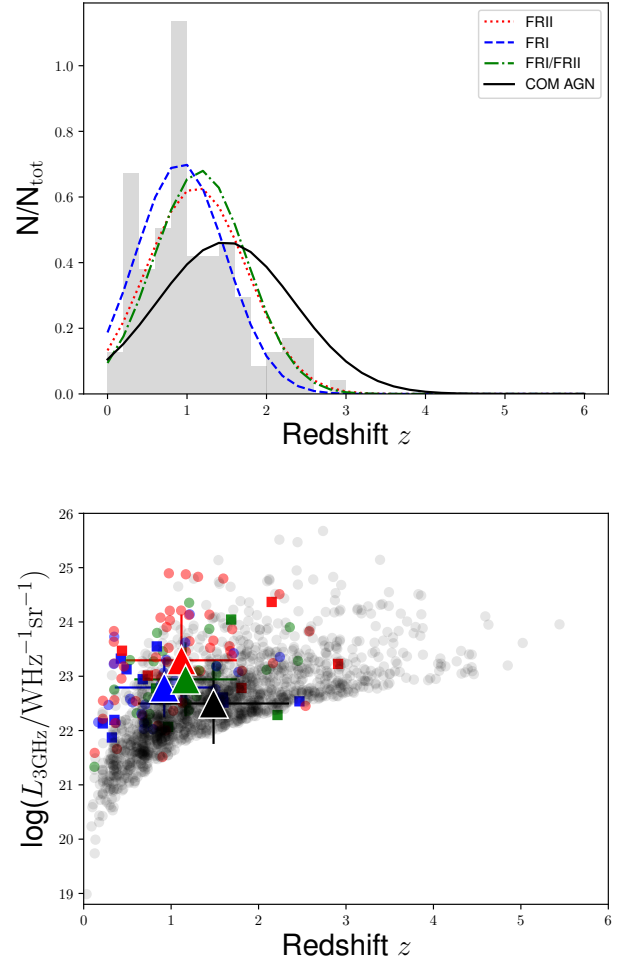 FRII
FRI
FRI/FRII
COM AGN
N/N_tot
1.0
0.8
0.6
0.4
0.2
0.0
0 1 2 3 4 5 6
Redshift z
log(L_3GHz/WHz⁻¹sr⁻¹)
26
25
24
23
22
21
20
19
0 1 2 3 4 5 6
Redshift z